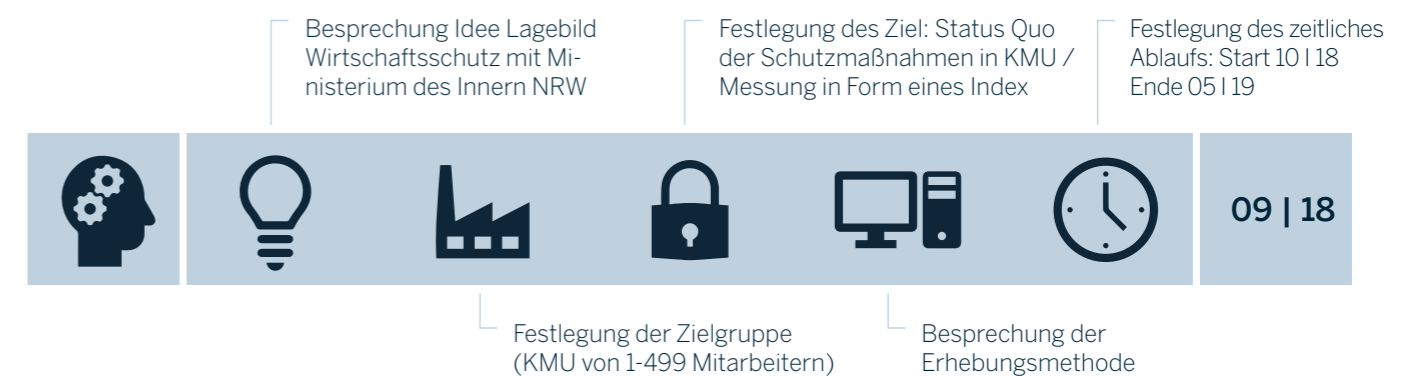 Besprechung Idee Lagebild
Wirtschaftsschutz mit Mi-
nisterium des Innern NRW
Festlegung der Zielgruppe
(KMU von 1-499 Mitarbeitern)
Festlegung des Ziel: Status Quo
der Schutzmaßnahmen in KMU /
Messung in Form eines Index
Besprechung der
Erhebungsmethode
Festlegung des zeitliches
Ablaufs: Start 10 | 18
Ende 05 | 19
09 | 18